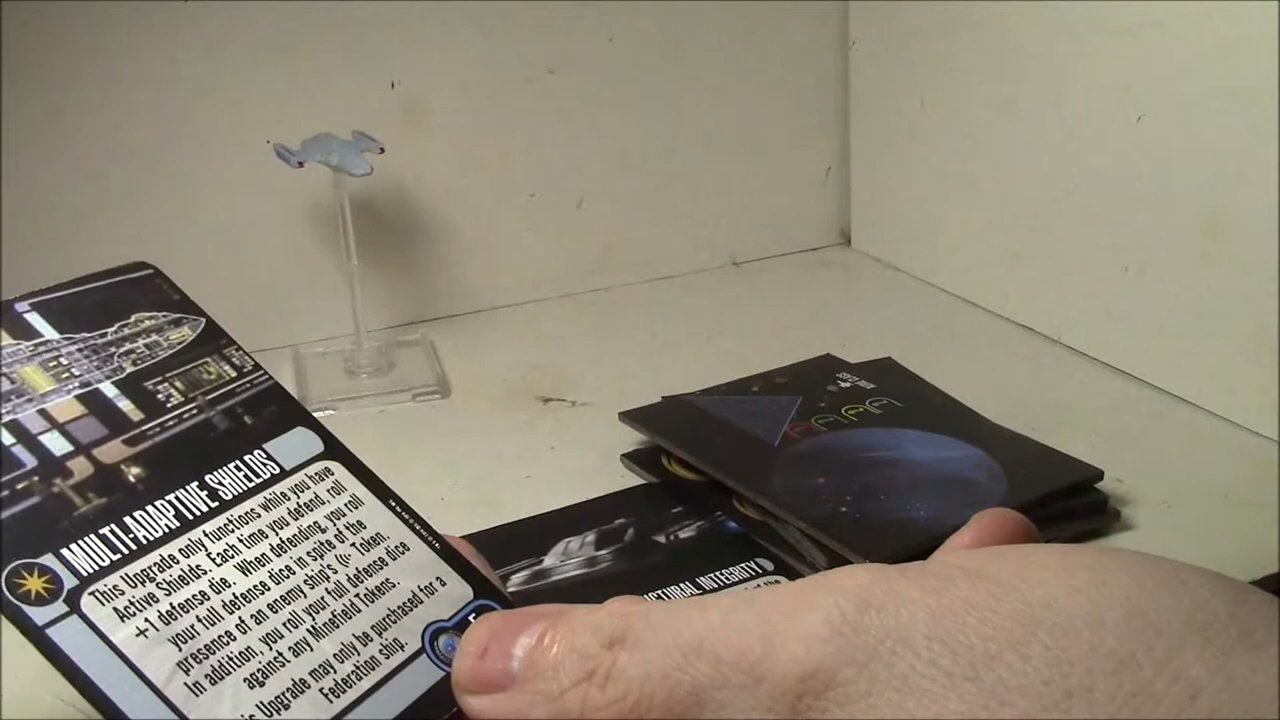 MULTI-ADAPTIVE SHIELDS
This Upgrade only functions while you have
Active Shields. Each time you defend, roll
+1 defense die. When defending, you roll
your full defense dice in spite of the
presence of an enemy ship's Token.
In addition, you roll your full defense dice
against any Minefield Tokens.
Upgrade may only be purchased for a
Federation ship.
5
CTURAL INTEGRITY